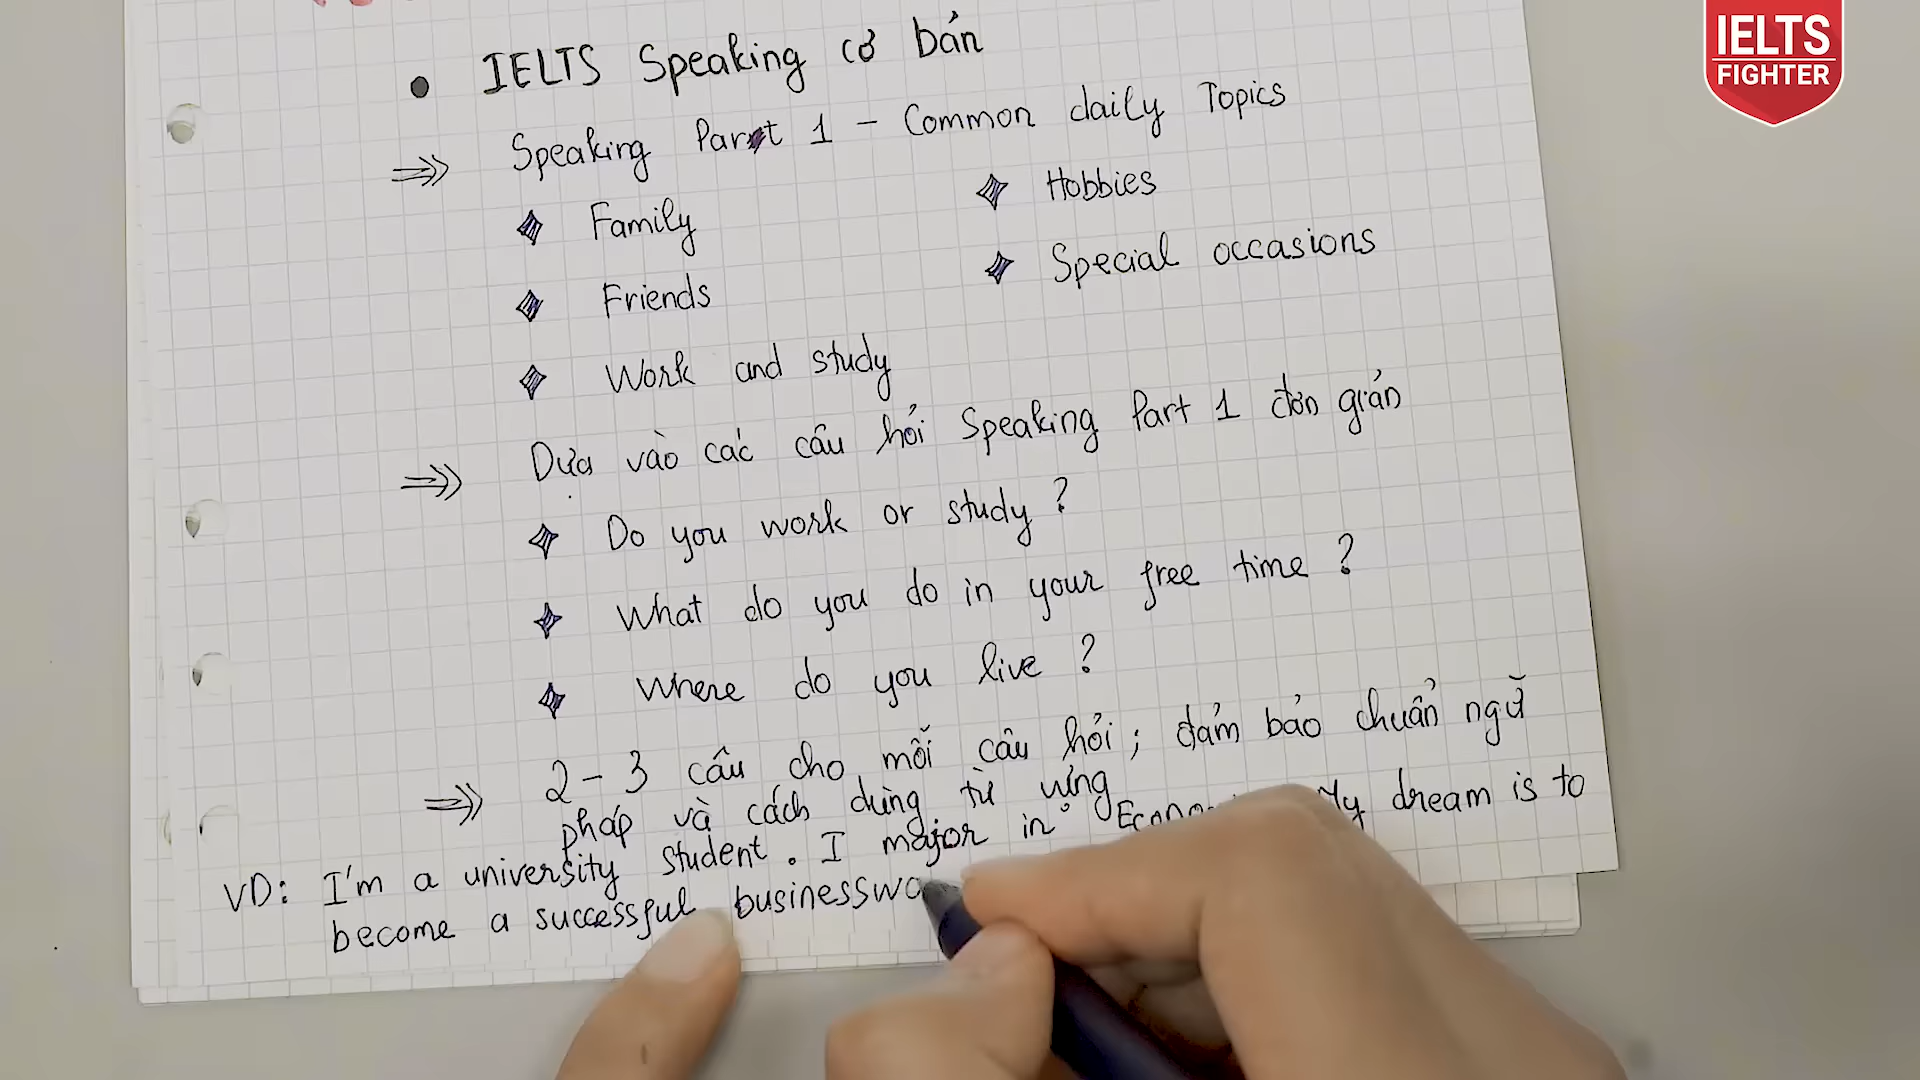 IELTS FIGHTER
IELTS Speaking cơ bản
Speaking Part 1 - Common daily Topics
Family
Friends
Work and study
Hobbies
Special occasions
Dựa vào các câu hỏi Speaking Part 1 đơn giản
Do you work or study ?
What do you do in your free time ?
Where do you live ?
2 - 3 câu cho mỗi câu hỏi ; đảm bảo chuẩn ngữ
pháp và cách dùng từ vựng
VD: I'm a university student. I major in My dream is to
become a successful